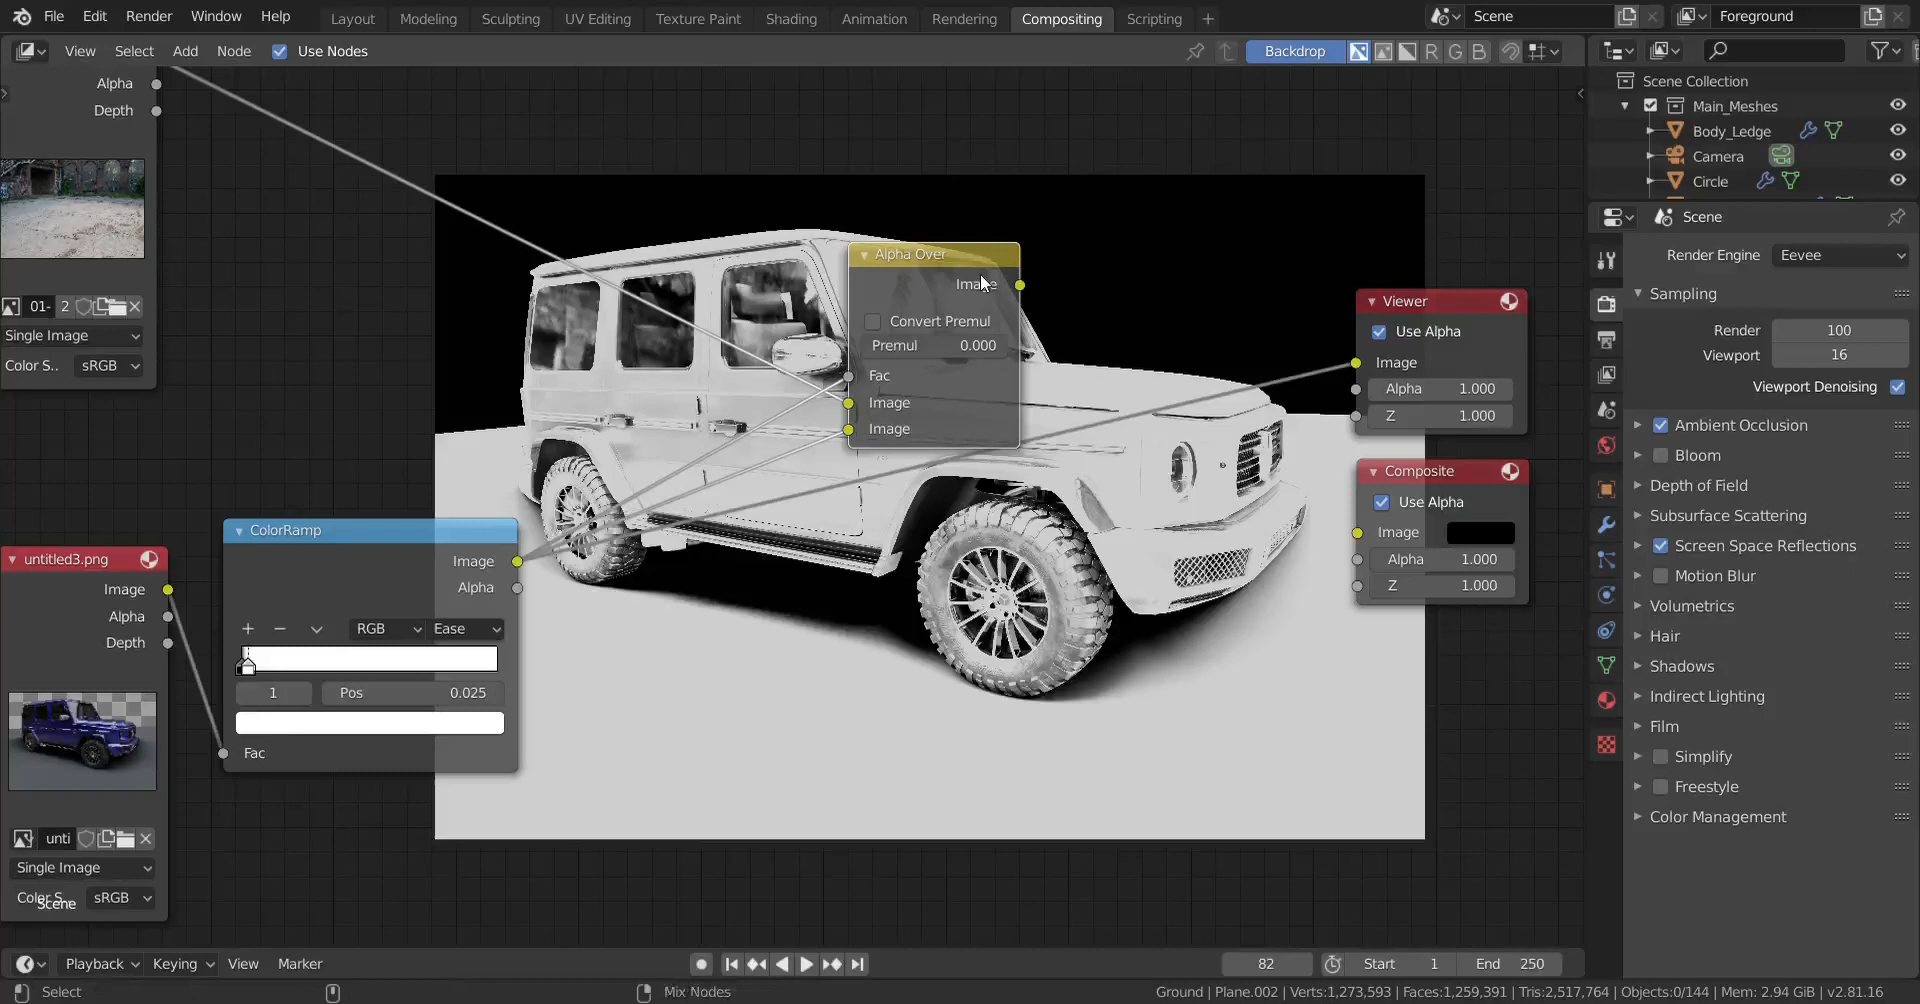 File Edit Render Window Help Layout Modeling Sculpting UV Editing Texture Paint Shading Animation Rendering Compositing Scripting + Scene Foreground
View Select Add Node Use Nodes Backdrop R G B
Alpha
Depth
01- 2
Single Image
Color S.. sRGB
Alpha Over
Image
Convert Premul
Premul 0.000
Fac
Image
Image
Viewer
Use Alpha
Image
Alpha 1.000
Z 1.000
Composite
Use Alpha
Image
Alpha 1.000
Z 1.000
untitled3.png
Image
Alpha
Depth
unti
Single Image
Color S.. sRGB
Scene
ColorRamp
Image
Alpha
RGB Ease
1 Pos 0.025
Fac
Scene Collection
Main_Meshes
Body_Ledge
Camera
Circle
Scene
Render Engine Eevee
Sampling
Render 100
Viewport 16
Viewport Denoising
Ambient Occlusion
Bloom
Depth of Field
Subsurface Scattering
Screen Space Reflections
Motion Blur
Volumetrics
Hair
Shadows
Indirect Lighting
Film
Simplify
Freestyle
Color Management
Playback Keying View Marker 82 Start 1 End 250
Select Mix Nodes Ground | Plane.002 | Verts:1,273,593 | Faces:1,259,391 | Tris:2,517,764 | Objects:0/144 | Mem: 2.94 GiB | v2.81.16